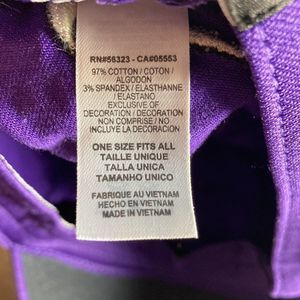 RN#56323 - CA#05553
97% COTTON / COTON /
ALGODON
3% SPANDEX / ELASTHANNE
/ ELASTANO
EXCLUSIVE OF
DECORATION / DECORATION
NON COMPRISE / NO
INCLUYE LA DECORACION
ONE SIZE FITS ALL
TAILLE UNIQUE
TALLA UNICA
TAMANHO UNICO
FABRIQUE AU VIETNAM
HECHO EN VIETNAM
MADE IN VIETNAM